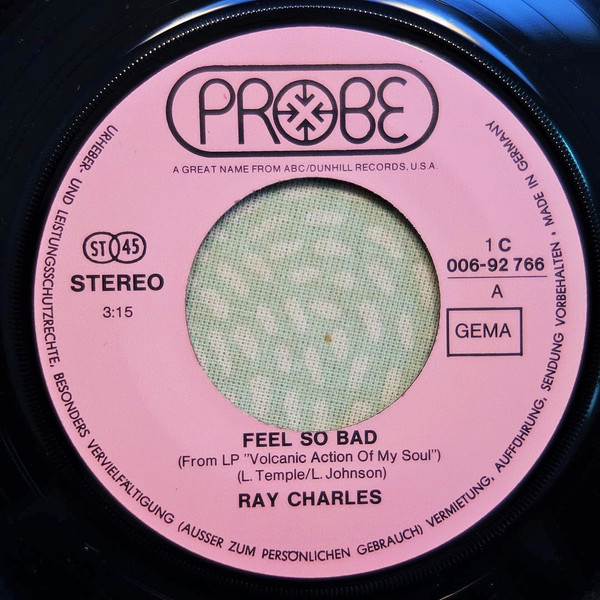 PROBE
A GREAT NAME FROM ABC/DUNHILL RECORDS, U.S.A.
URHEBER- UND LEISTUNGSSCHUTZRECHTE, BESONDERS VERVIELFÄLTIGUNG (AUSSER ZUM PERSÖNLICHEN GEBRAUCH) VERMIETUNG, AUFFÜHRUNG, SENDUNG VORBEHALTEN • MADE IN GERMANY
ST 45
STEREO
3:15
1 C
006-92 766
A
GEMA
FEEL SO BAD
(From LP "Volcanic Action Of My Soul")
(L. Temple/L. Johnson)
RAY CHARLES